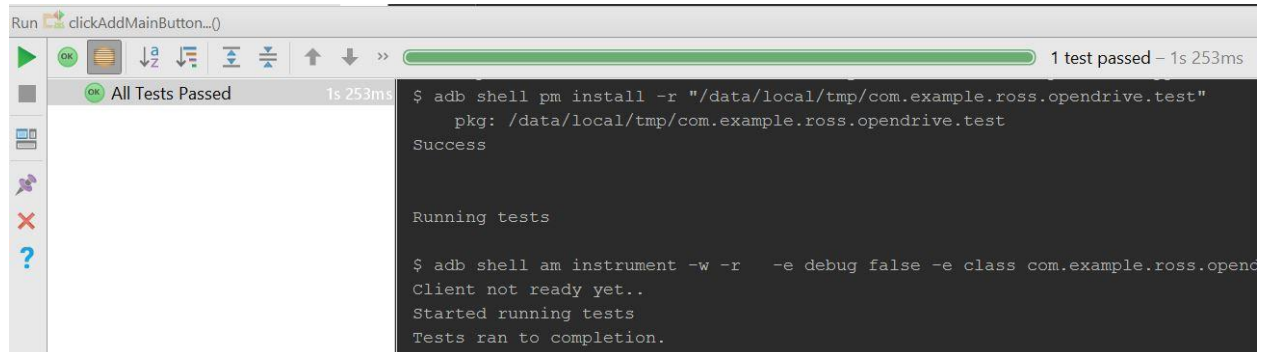 Run clickAddMainButton...()
OK
1 test passed – 1s 253ms
OK All Tests Passed 1s 253ms
$ adb shell pm install -r "/data/local/tmp/com.example.ross.opendrive.test"
pkg: /data/local/tmp/com.example.ross.opendrive.test
Success
Running tests
$ adb shell am instrument -w -r -e debug false -e class com.example.ross.opend
Client not ready yet..
Started running tests
Tests ran to completion.